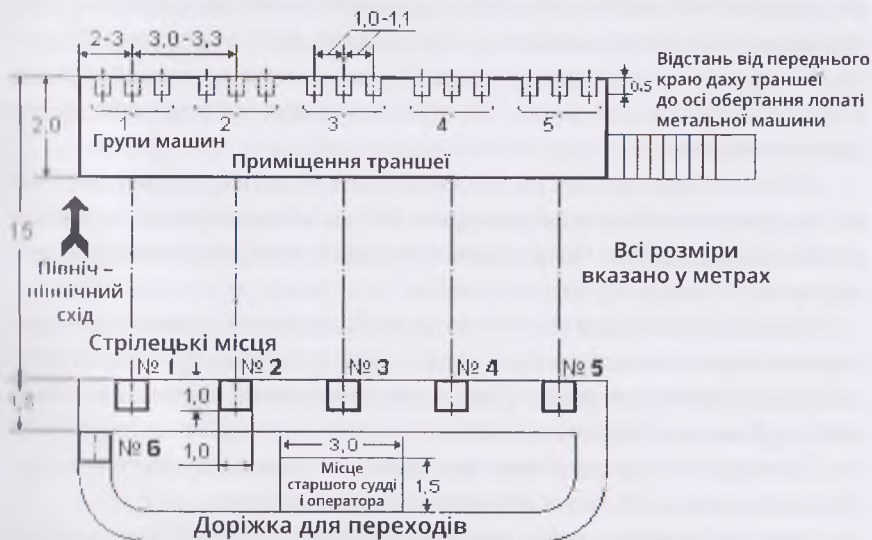 1,0-1,1
2-3
3,0-3,3
Відстань від переднього
краю даху траншеї
до осі обертання лопаті
метальної машини
0,5
2,0
1 2 3 4 5
Групи машин
Приміщення траншеї
15
Північ –
північний
схід
Всі розміри
вказано у метрах
Стрілецькі місця
№ 1 № 2 № 3 № 4 № 5
1,0
№ 6
1,0
3,0
Місце
старшого судді
і оператора
1,5
Доріжка для переходів